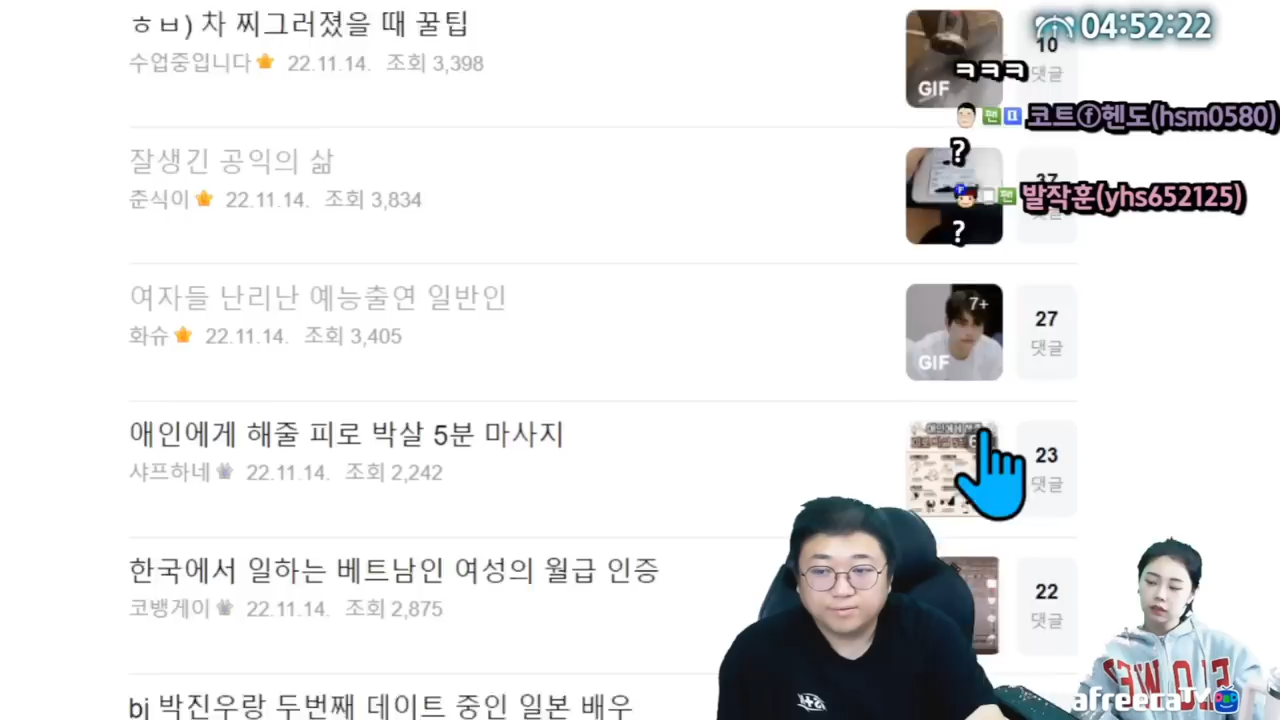 ㅎㅂ) 차 찌그러졌을 때 꿀팁
수업중입니다 22.11.14. 조회 3,398
GIF
10
댓글
04:52:22
ㅋㅋㅋ
코트ⓕ헨도(hsm0580)
?
잘생긴 공익의 삶
준식이 22.11.14. 조회 3,834
37
발작훈(yhs652125)
?
여자들 난리난 예능출연 일반인
화슈 22.11.14. 조회 3,405
7+
GIF
27
댓글
애인에게 해줄 피로 박살 5분 마사지
샤프하네 22.11.14. 조회 2,242
23
댓글
한국에서 일하는 베트남인 여성의 월급 인증
코뱅게이 22.11.14. 조회 2,875
22
댓글
bj 박진우랑 두번째 데이트 중인 일본 배우
afreecaTV